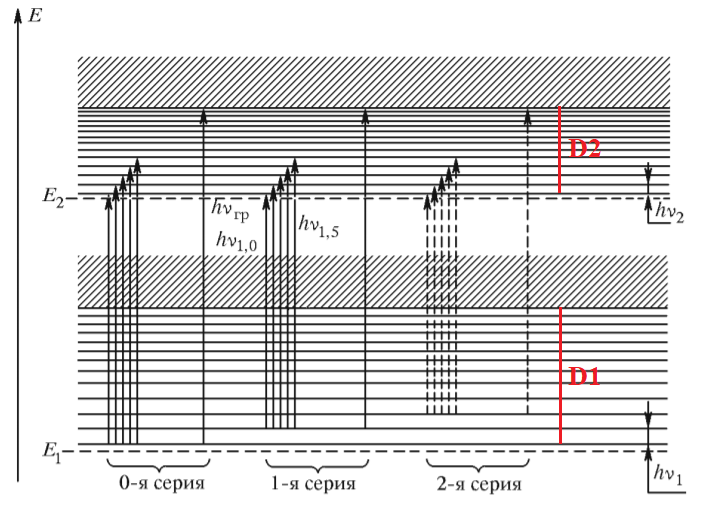 E
D2
E₂
hν₂
hνгр
hν₁,₀
hν₁,₅
D1
E₁
hν₁
0-я серия
1-я серия
2-я серия